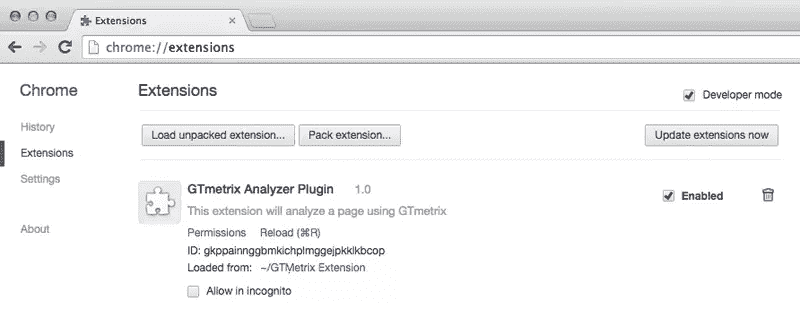 Extensions
chrome://extensions
Chrome
History
Extensions
Settings
About
Extensions
Developer mode
Load unpacked extension... Pack extension... Update extensions now
GTmetrix Analyzer Plugin 1.0 Enabled
This extension will analyze a page using GTmetrix
Permissions Reload (⌘R)
ID: gkppainnggbmkichplmggejpkklkbcop
Loaded from: ~/GTMetrix Extension
Allow in incognito